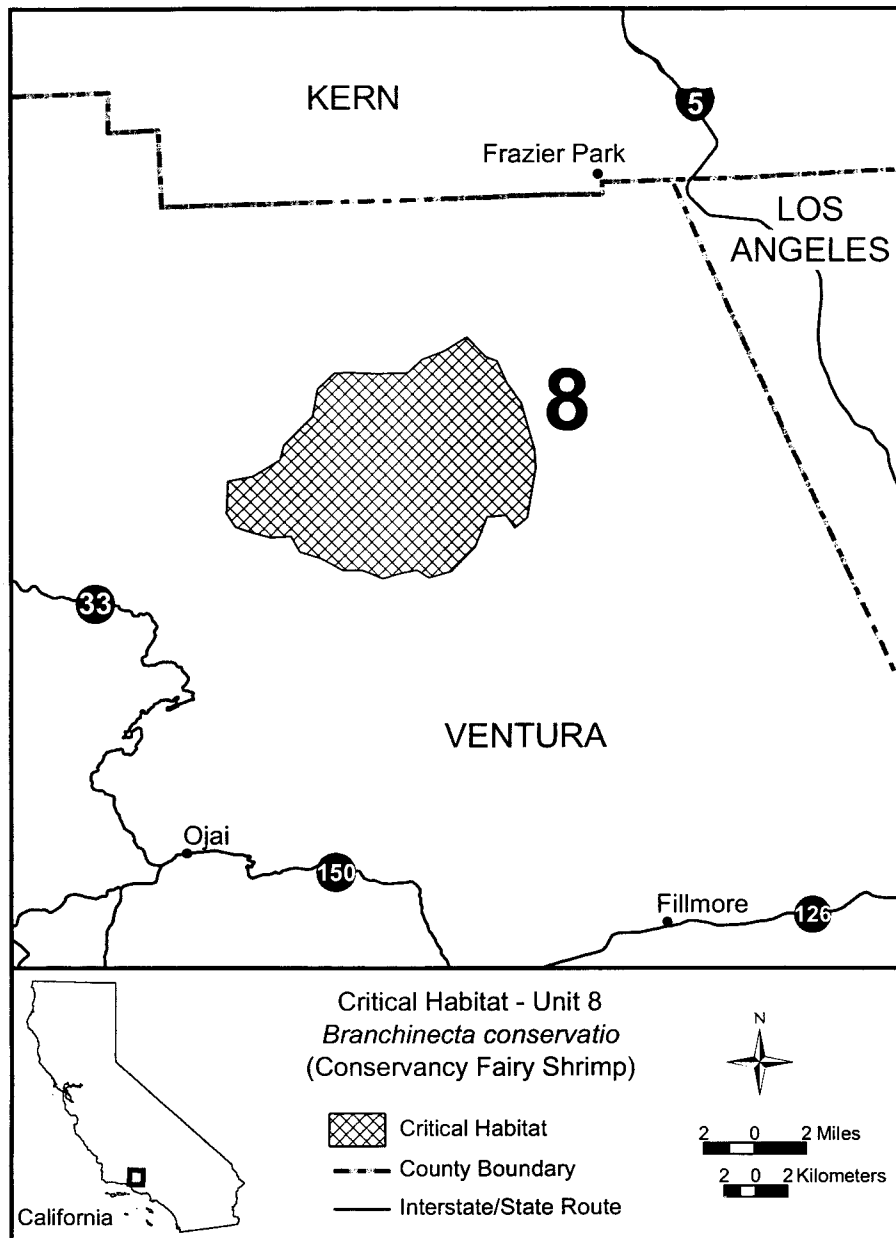 KERN
5
Frazier Park
LOS
ANGELES
8
33
VENTURA
Ojai
150
Fillmore
126
Critical Habitat - Unit 8
Branchinecta conservatio
(Conservancy Fairy Shrimp)
Critical Habitat
County Boundary
Interstate/State Route
California
N
2 0 2 Miles
2 0 2 Kilometers